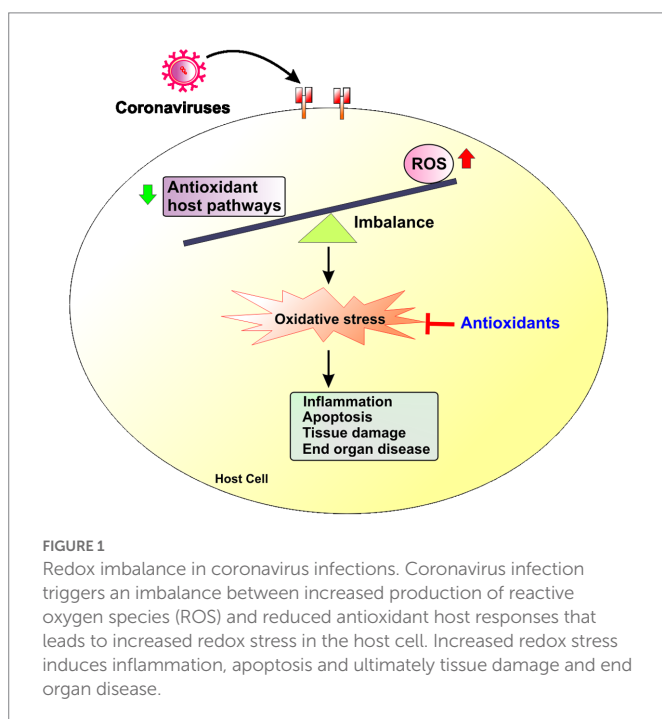 Coronaviruses
ROS
Antioxidant
host pathways
Imbalance
Oxidative stress
Antioxidants
Inflammation
Apoptosis
Tissue damage
End organ disease
Host Cell
FIGURE 1
Redox imbalance in coronavirus infections. Coronavirus infection
triggers an imbalance between increased production of reactive
oxygen species (ROS) and reduced antioxidant host responses that
leads to increased redox stress in the host cell. Increased redox stress
induces inflammation, apoptosis and ultimately tissue damage and end
organ disease.